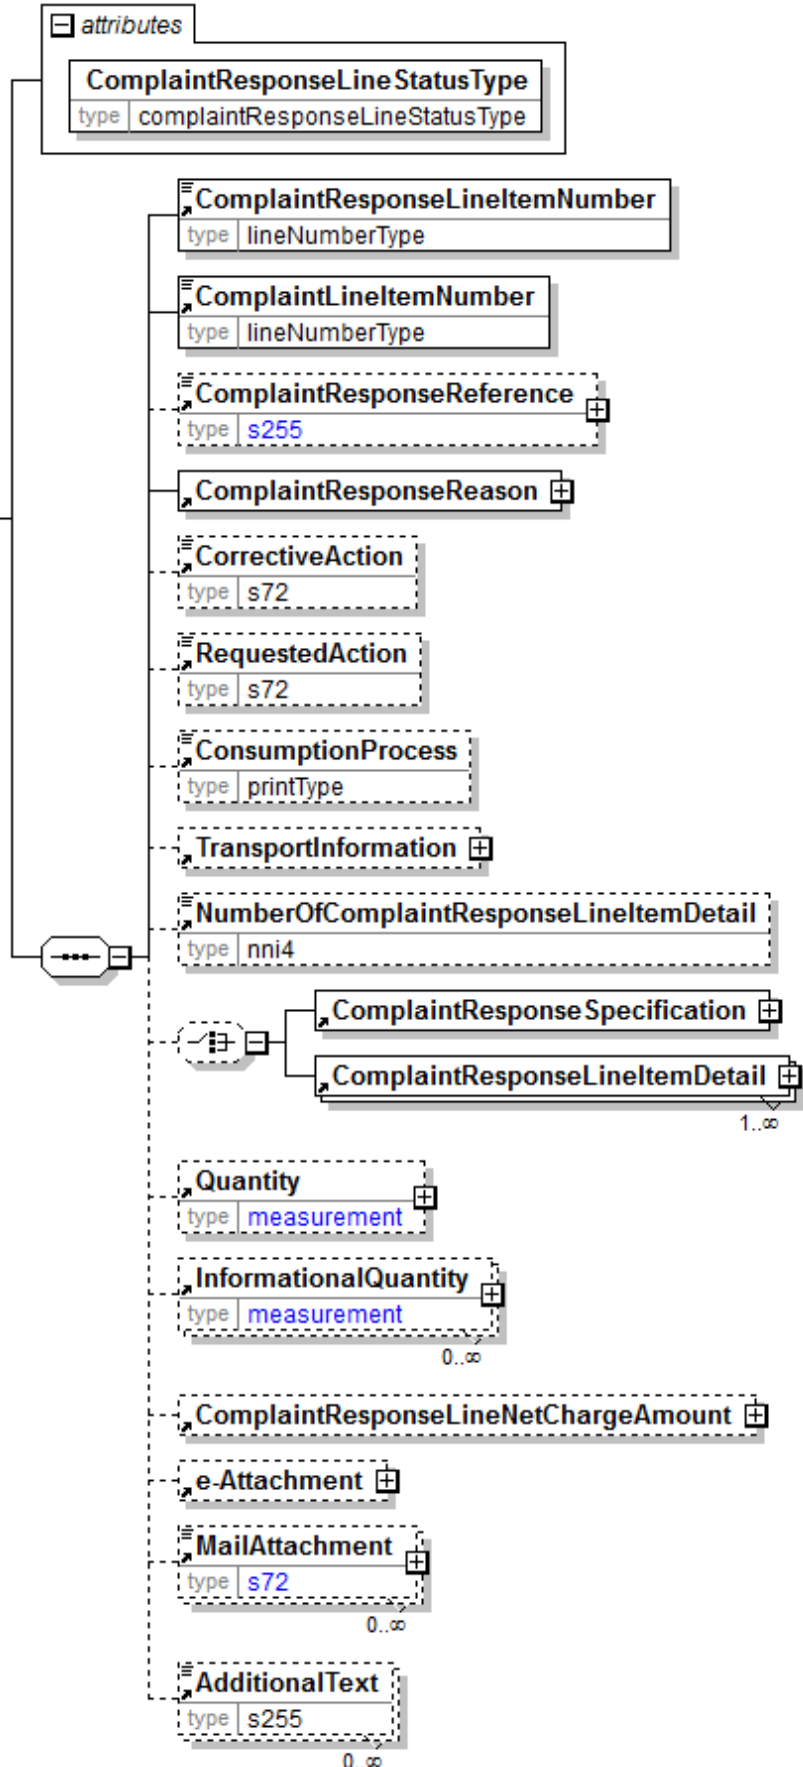 attributes
ComplaintResponseLineStatusType
type complaintResponseLineStatusType
ComplaintResponseLineItemNumber
type lineNumberType
ComplaintLineItemNumber
type lineNumberType
ComplaintResponseReference
type s255
ComplaintResponseReason
CorrectiveAction
type s72
RequestedAction
type s72
ConsumptionProcess
type printType
TransportInformation
NumberOfComplaintResponseLineItemDetail
type nni4
ComplaintResponseSpecification
ComplaintResponseLineItemDetail
1..∞
Quantity
type measurement
InformationalQuantity
type measurement
0..∞
ComplaintResponseLineNetChargeAmount
e-Attachment
MailAttachment
type s72
0..∞
AdditionalText
type s255
0..∞